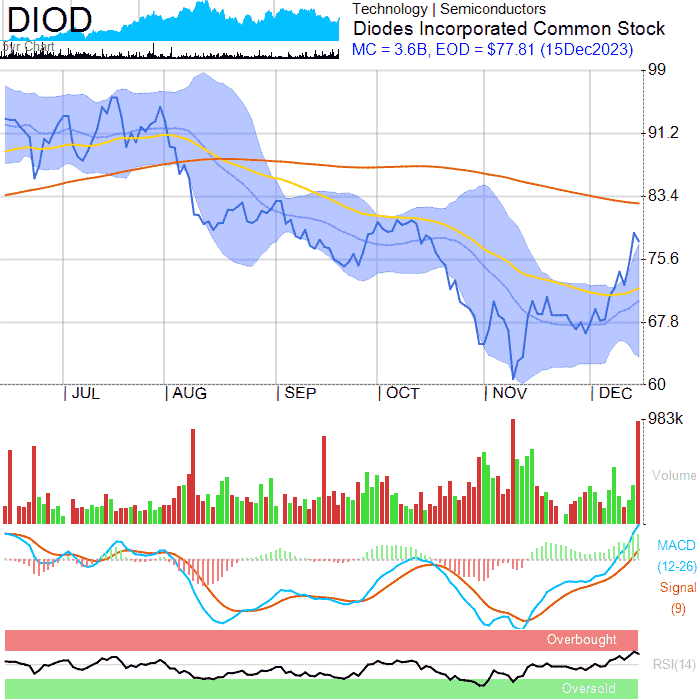 DIOD
5yr Chart
Technology | Semiconductors
Diodes Incorporated Common Stock
MC = 3.6B, EOD = $77.81 (15Dec2023)
99
91.2
83.4
75.6
67.8
60
| JUL | AUG | SEP | OCT | NOV | DEC
983k
Volume
MACD
(12-26)
Signal
(9)
Overbought
RSI(14)
Oversold